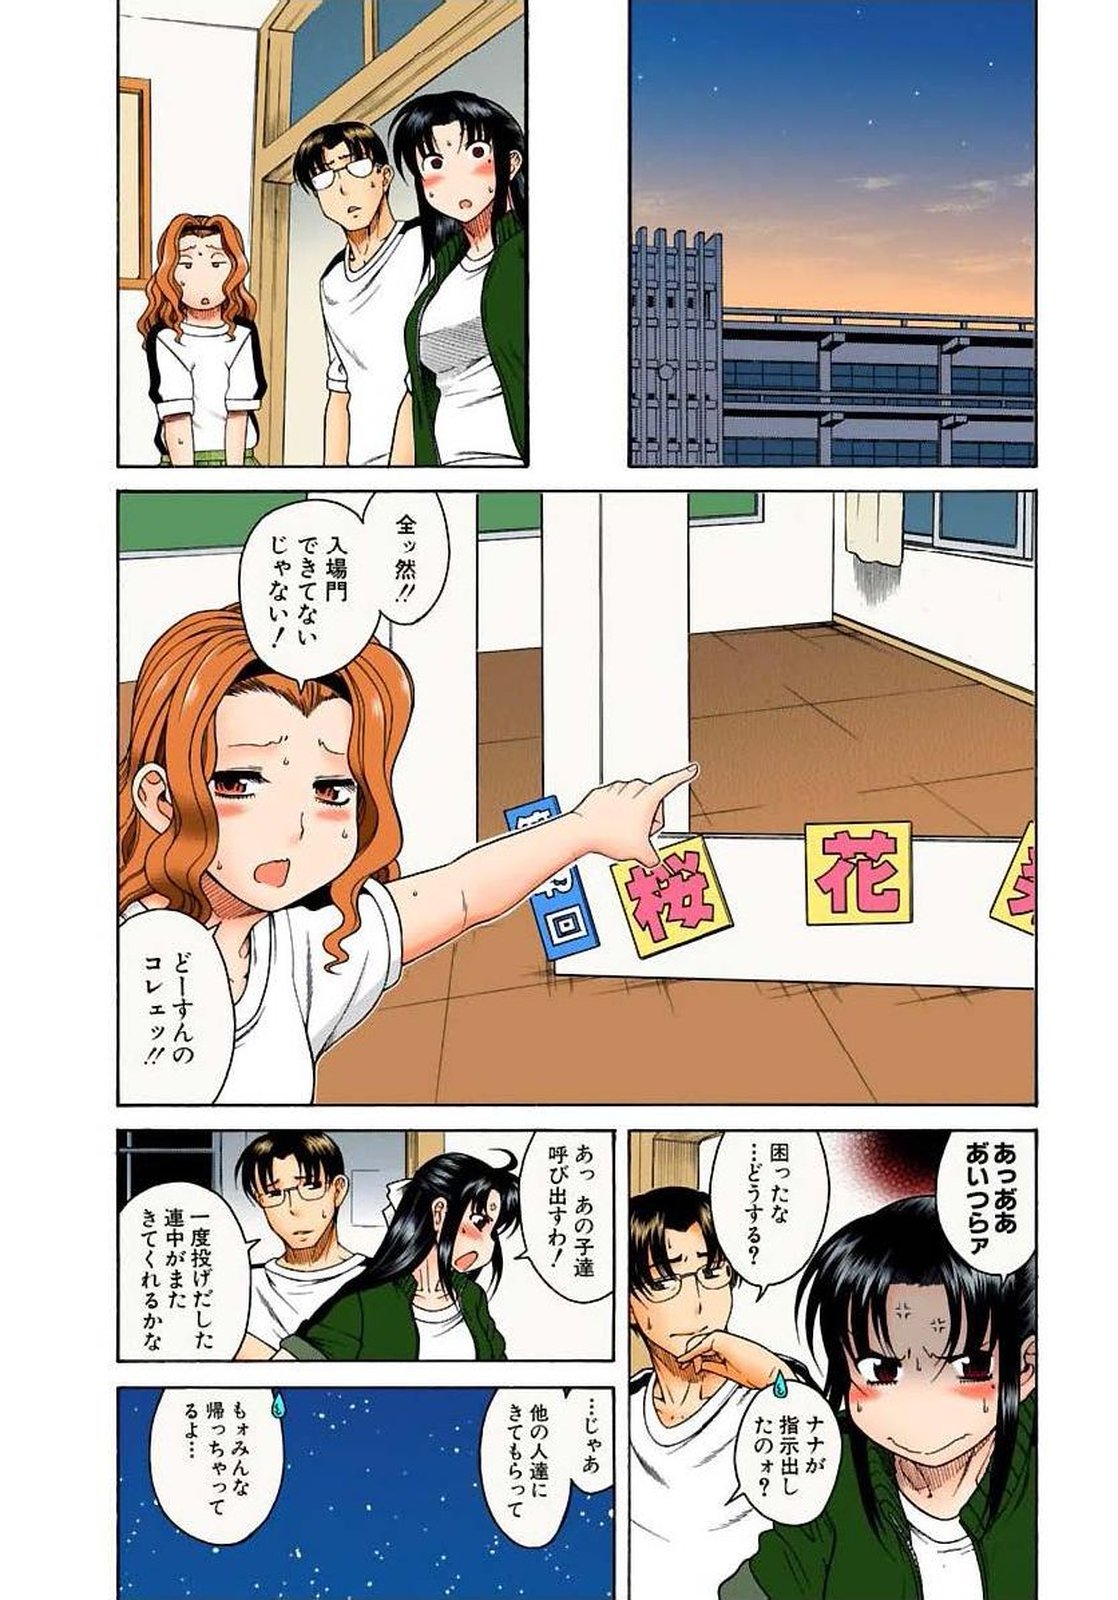 全ッ然!!
入場門
できてない
じゃない!
どーすんの
コレェッ!!
桜
花
あっああ
あいつらァ
困ったな
…どうする?
ナナが
指示出し
たのォ?
あっ あの子達
呼び出すわ!
一度投げだした
連中がまた
きてくれるかな
…じゃあ
他の人達に
きてもらって
もォみんな
帰っちゃって
るよ…